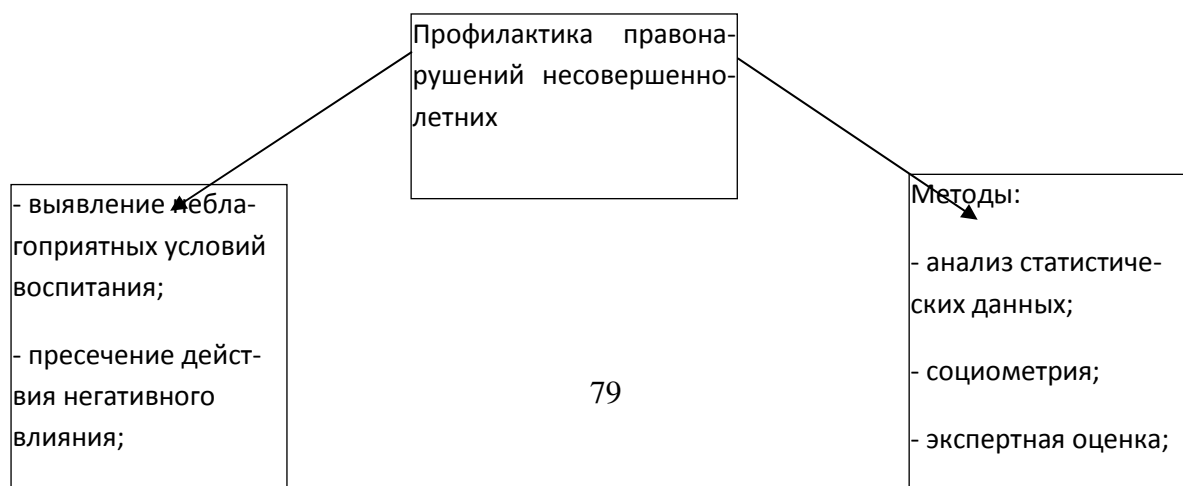 Профилактика правона-
рушений несовершенно-
летних
- выявление небла-
гоприятных условий
воспитания;
- пресечение дейст-
вия негативного
влияния;
Методы:
- анализ статистиче-
ских данных;
- социометрия;
- экспертная оценка;
79